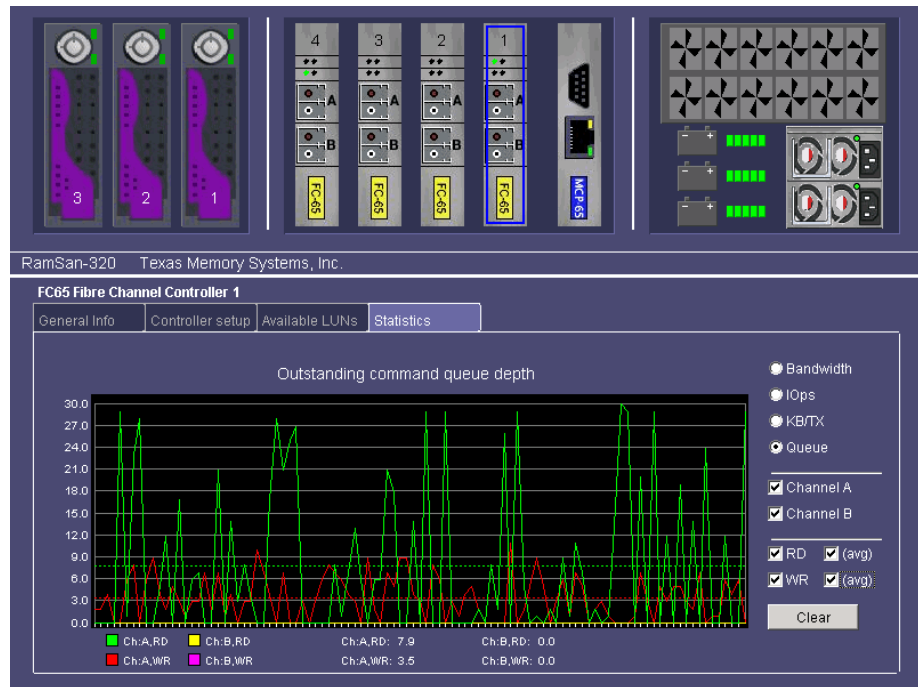 4 3 2 1
A A A A
B B B B
3 2 1
FC-65 FC-65 FC-65 FC-65 MCP-65
- + 
- +
- +
RamSan-320 Texas Memory Systems, Inc.
FC65 Fibre Channel Controller 1
General Info Controller setup Available LUNs Statistics
Outstanding command queue depth
Bandwidth
IOps
KB/TX
Queue
Channel A
Channel B
RD (avg)
WR (avg)
Clear
30.0
27.0
24.0
21.0
18.0
15.0
12.0
9.0
6.0
3.0
0.0
Ch:A,RD Ch:B,RD Ch:A,RD: 7.9 Ch:B,RD: 0.0
Ch:A,WR Ch:B,WR Ch:A,WR: 3.5 Ch:B,WR: 0.0